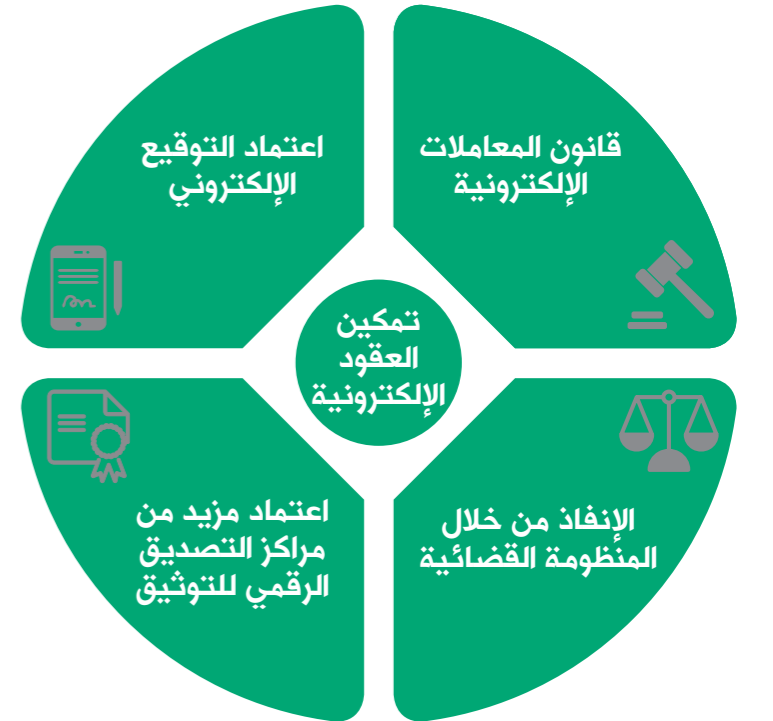 قانون المعاملات
الإلكترونية
اعتماد التوقيع
الإلكتروني
تمكين
العقود
الإلكترونية
الإنفاذ من خلال
المنظومة القضائية
اعتماد مزيد من
مراكز التصديق
الرقمي للتوثيق